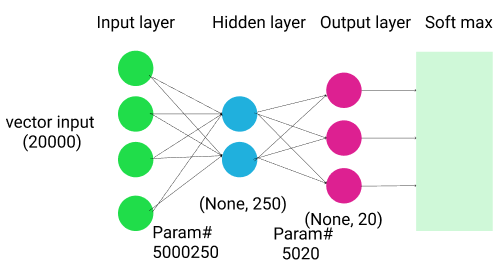 Input layer
Hidden layer
Output layer
Soft max
vector input
(20000)
(None, 250)
(None, 20)
Param#
5000250
Param#
5020